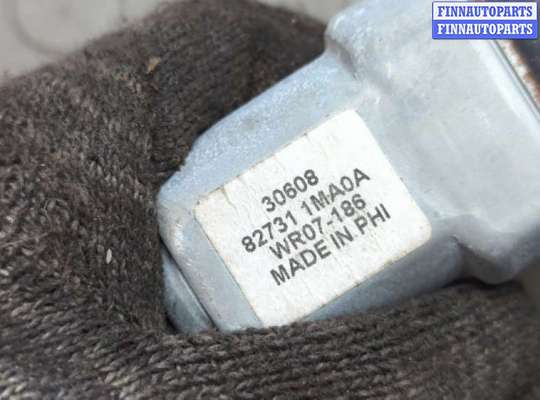 FINNAUTOPARTS
FINNAUTOPARTS
30608
82731 1MA0A
WR07-186
MADE IN PHI